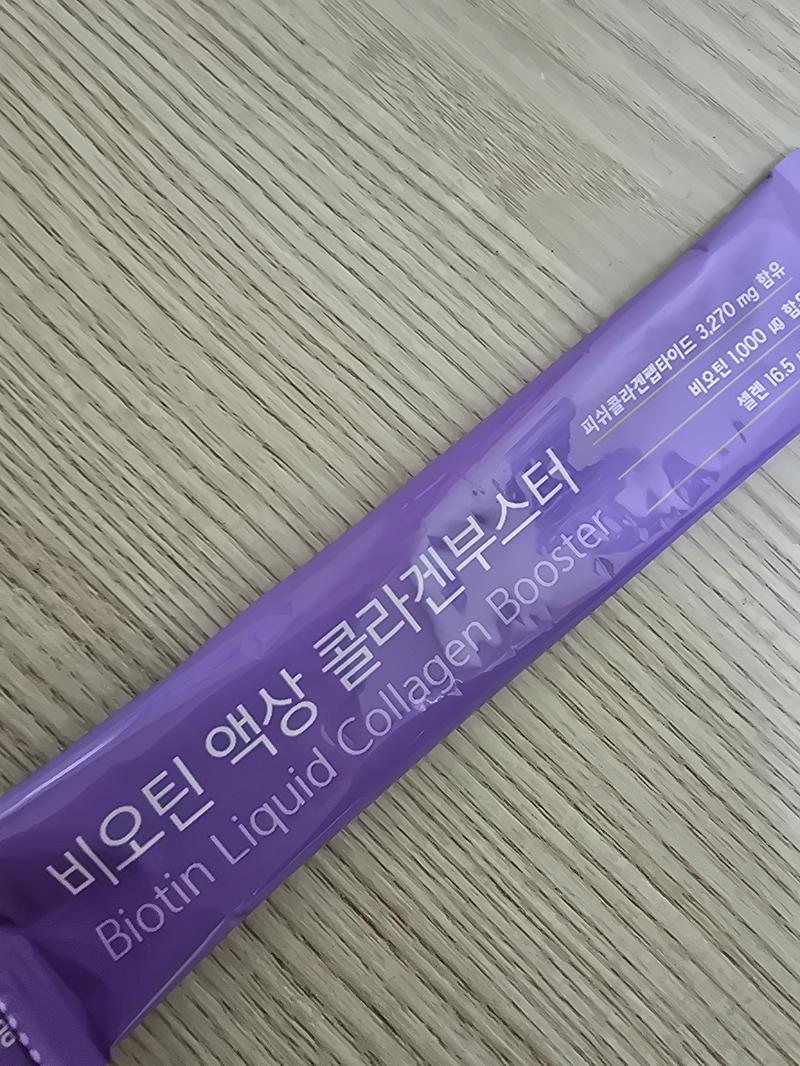 비오틴 액상 콜라겐부스터
Biotin Liquid Collagen Booster
피쉬콜라겐펩타이드 3,270 mg 함유
비오틴 1,000 ㎍
셀렌 16.5